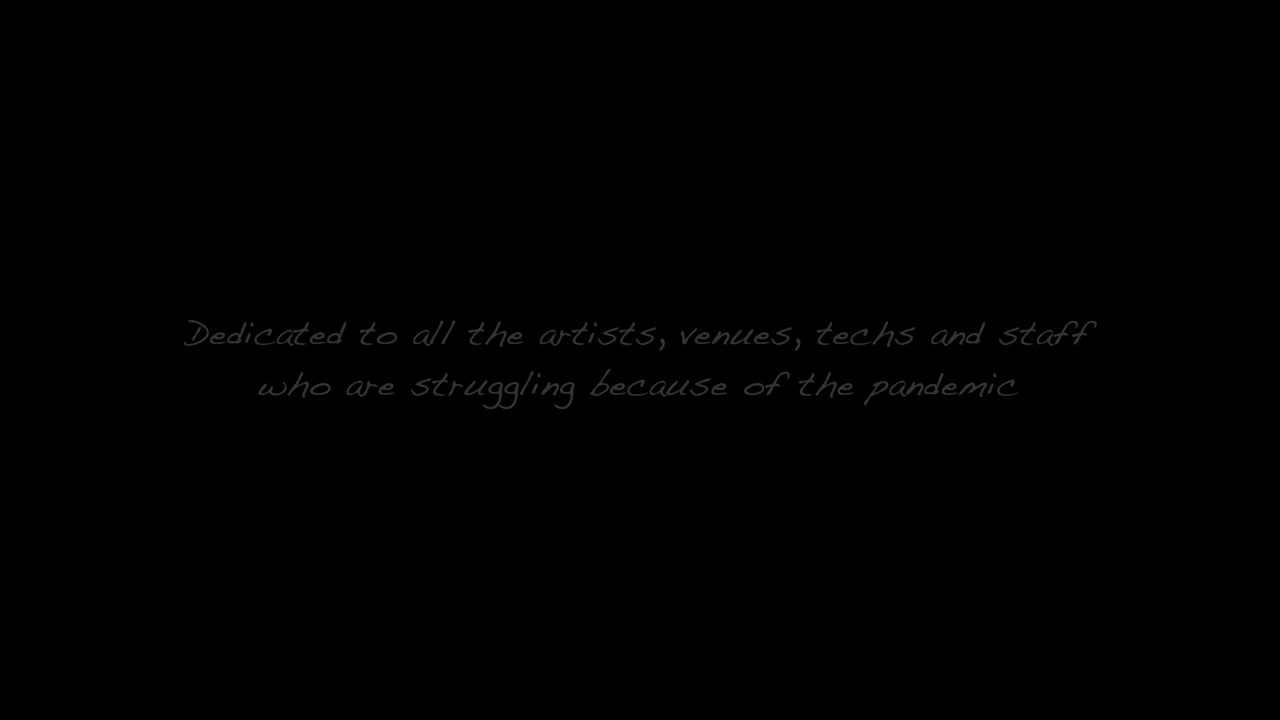 Dedicated to all the artists, venues, techs and staff
who are struggling because of the pandemic